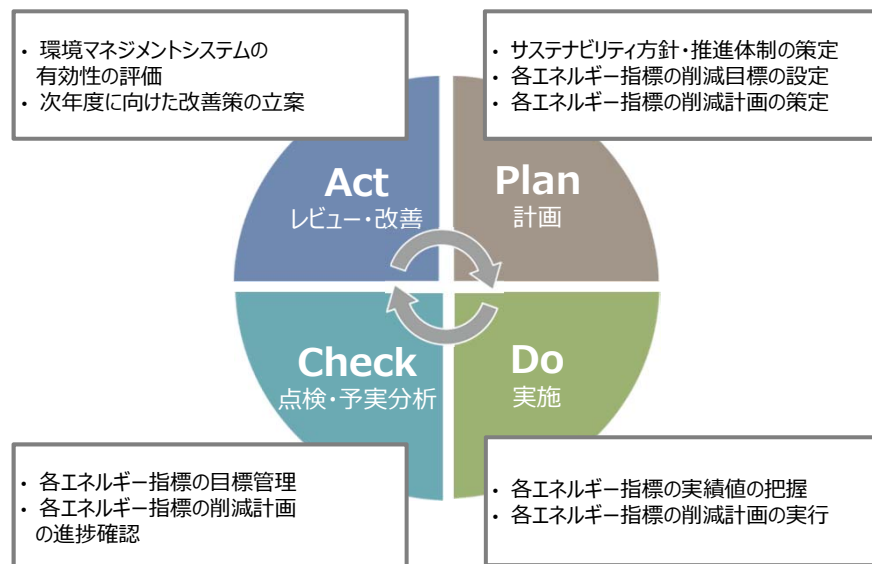 ・ 環境マネジメントシステムの
有効性の評価
・ 次年度に向けた改善策の立案
・ サステナビリティ方針・推進体制の策定
・ 各エネルギー指標の削減目標の設定
・ 各エネルギー指標の削減計画の策定
Act
レビュー・改善
Plan
計画
Check
点検・予実分析
Do
実施
・ 各エネルギー指標の目標管理
・ 各エネルギー指標の削減計画
の進捗確認
・ 各エネルギー指標の実績値の把握
・ 各エネルギー指標の削減計画の実行